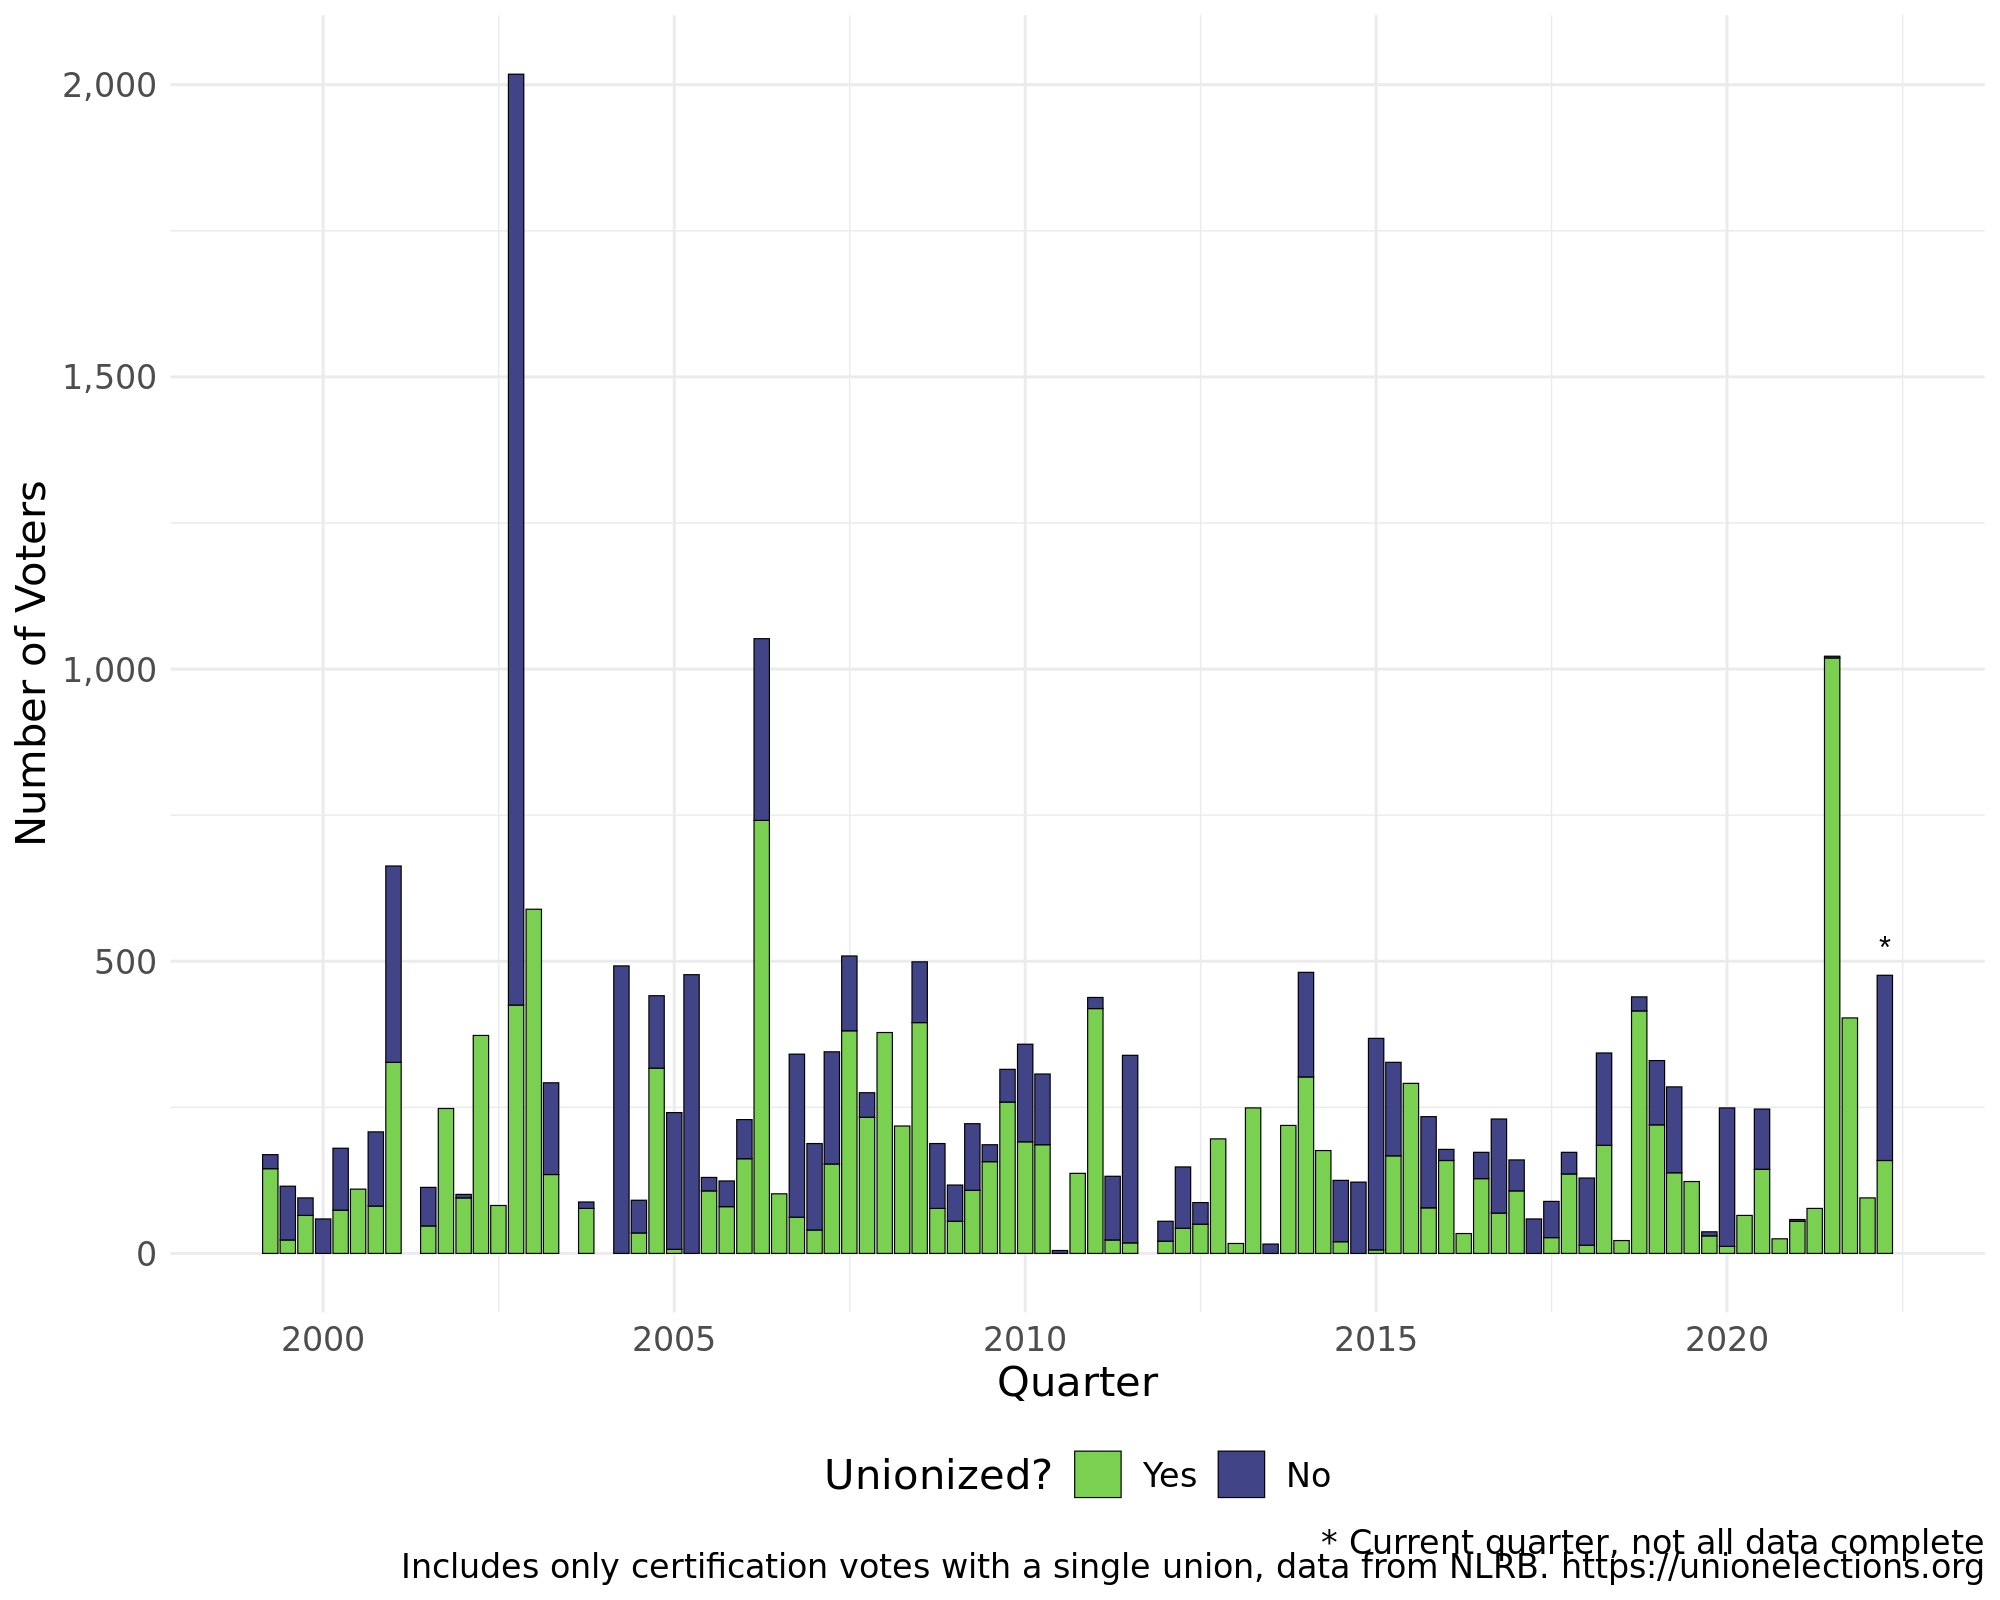 2,000
1,500
1,000
500
0
Number of Voters
*
2000 2005 2010 2015 2020
Quarter
Unionized? Yes No
* Current quarter, not all data complete
Includes only certification votes with a single union, data from NLRB. https://unionelections.org